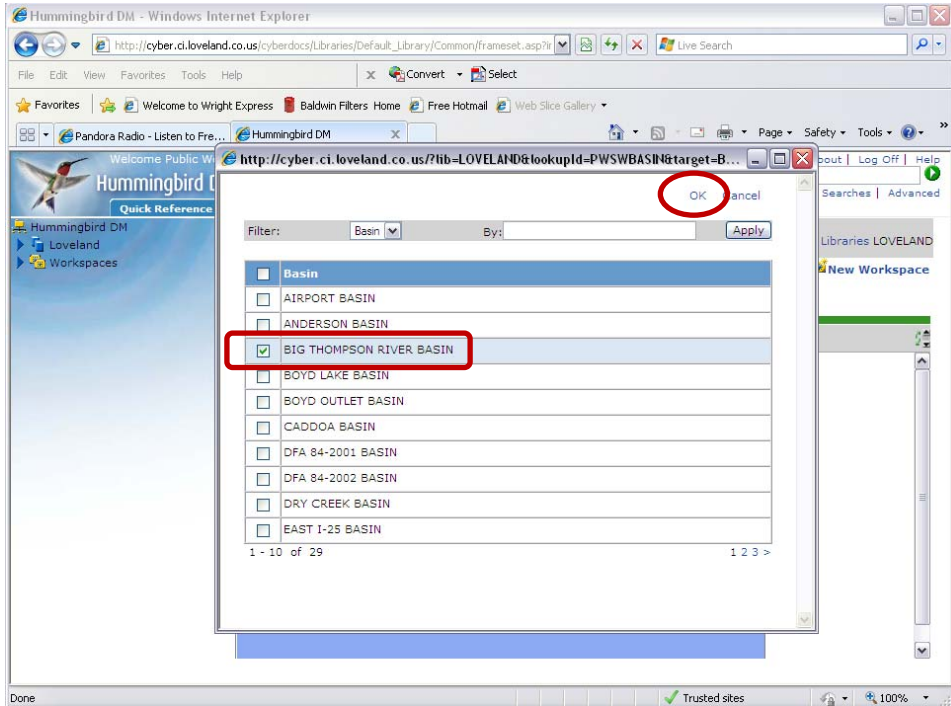 Hummingbird DM - Windows Internet Explorer
http://cyber.ci.loveland.co.us/cyberdocs/Libraries/Default_Library/Common/frameset.asp?ir
Live Search
File Edit View Favorites Tools Help
x Convert Select
Favorites Welcome to Wright Express Baldwin Filters Home Free Hotmail Web Slice Gallery
Pandora Radio - Listen to Fre... Hummingbird DM X Page Safety Tools
Welcome Public W
bout | Log Off | Help
http://cyber.ci.loveland.co.us/?lib=LOVELAND&lookupId=PWSWBASIN&target=B...
Hummingbird
Quick Reference
Searches | Advanced
OK Cancel
Hummingbird DM
Loveland
Workspaces
Libraries LOVELAND
New Workspace
Filter: Basin By: Apply
Basin
AIRPORT BASIN
ANDERSON BASIN
BIG THOMPSON RIVER BASIN
BOYD LAKE BASIN
BOYD OUTLET BASIN
CADDOA BASIN
DFA 84-2001 BASIN
DFA 84-2002 BASIN
DRY CREEK BASIN
EAST I-25 BASIN
1 - 10 of 29 1 2 3 >
Done Trusted sites 100%